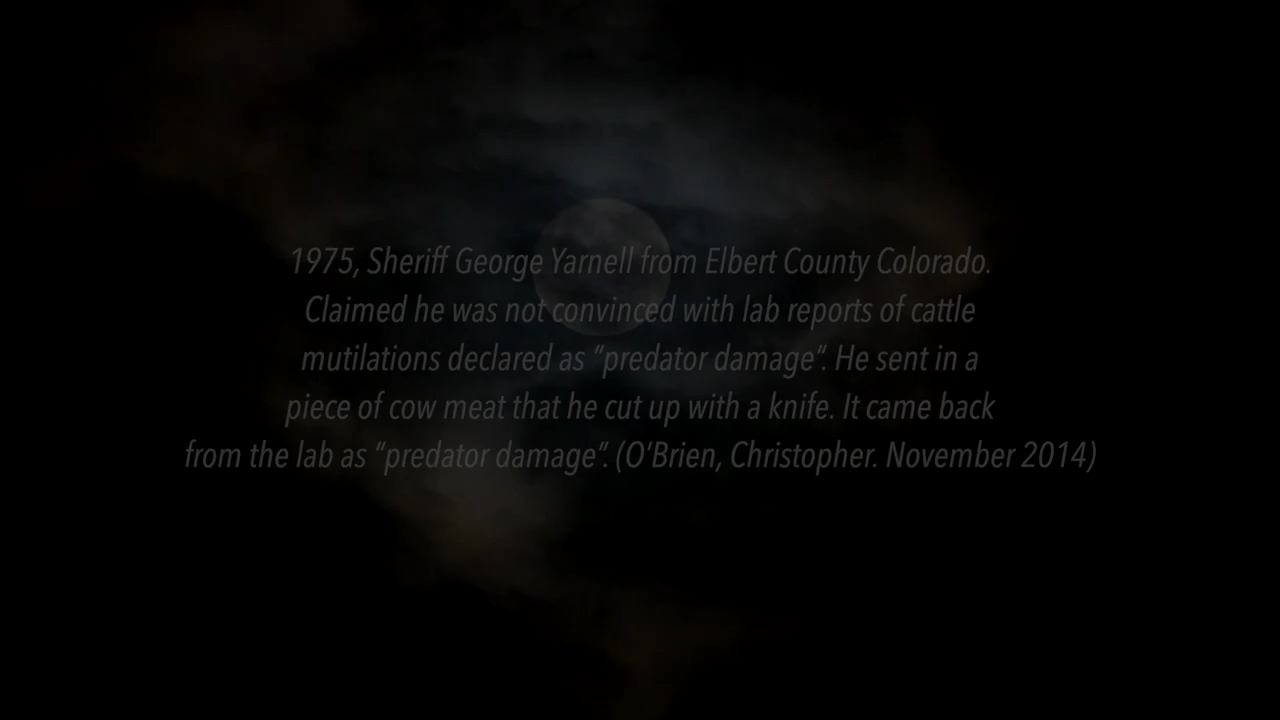 1975, Sheriff George Yarnell from Elbert County Colorado.
Claimed he was not convinced with lab reports of cattle
mutilations declared as “predator damage“. He sent in a
piece of cow meat that he cut up with a knife. It came back
from the lab as “predator damage“. (O’Brien, Christopher. November 2014)